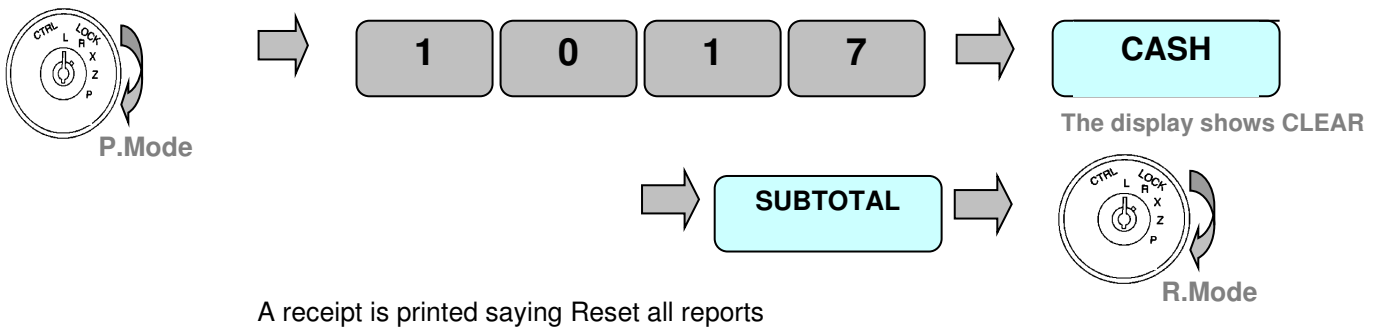 CTRL L LOCK R X Z P
P.Mode
1 0 1 7
CASH
The display shows CLEAR
SUBTOTAL
CTRL L LOCK R X Z P
R.Mode
A receipt is printed saying Reset all reports